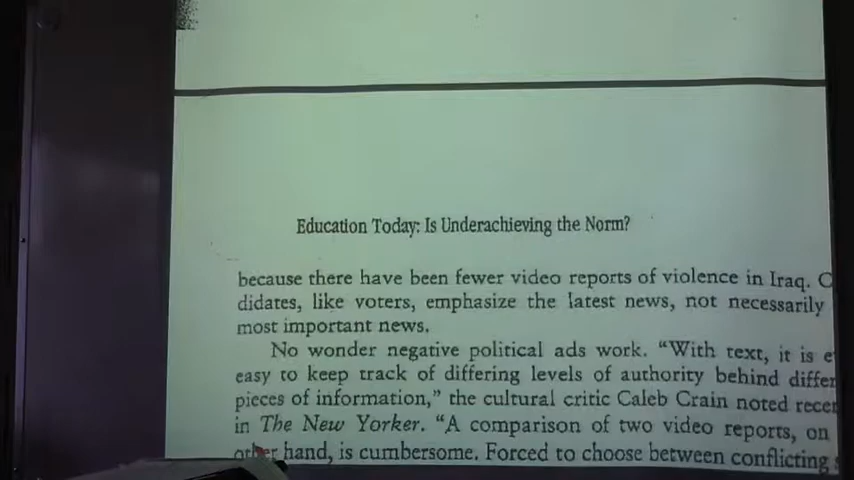 Education Today: Is Underachieving the Norm?
because there have been fewer video reports of violence in Iraq.
didates, like voters, emphasize the latest news, not necessarily
most important news.
No wonder negative political ads work. “With text, it is
easy to keep track of differing levels of authority behind
pieces of information,” the cultural critic Caleb Crain noted
in The New Yorker. “A comparison of two video reports, on
other hand, is cumbersome. Forced to choose between conflicting